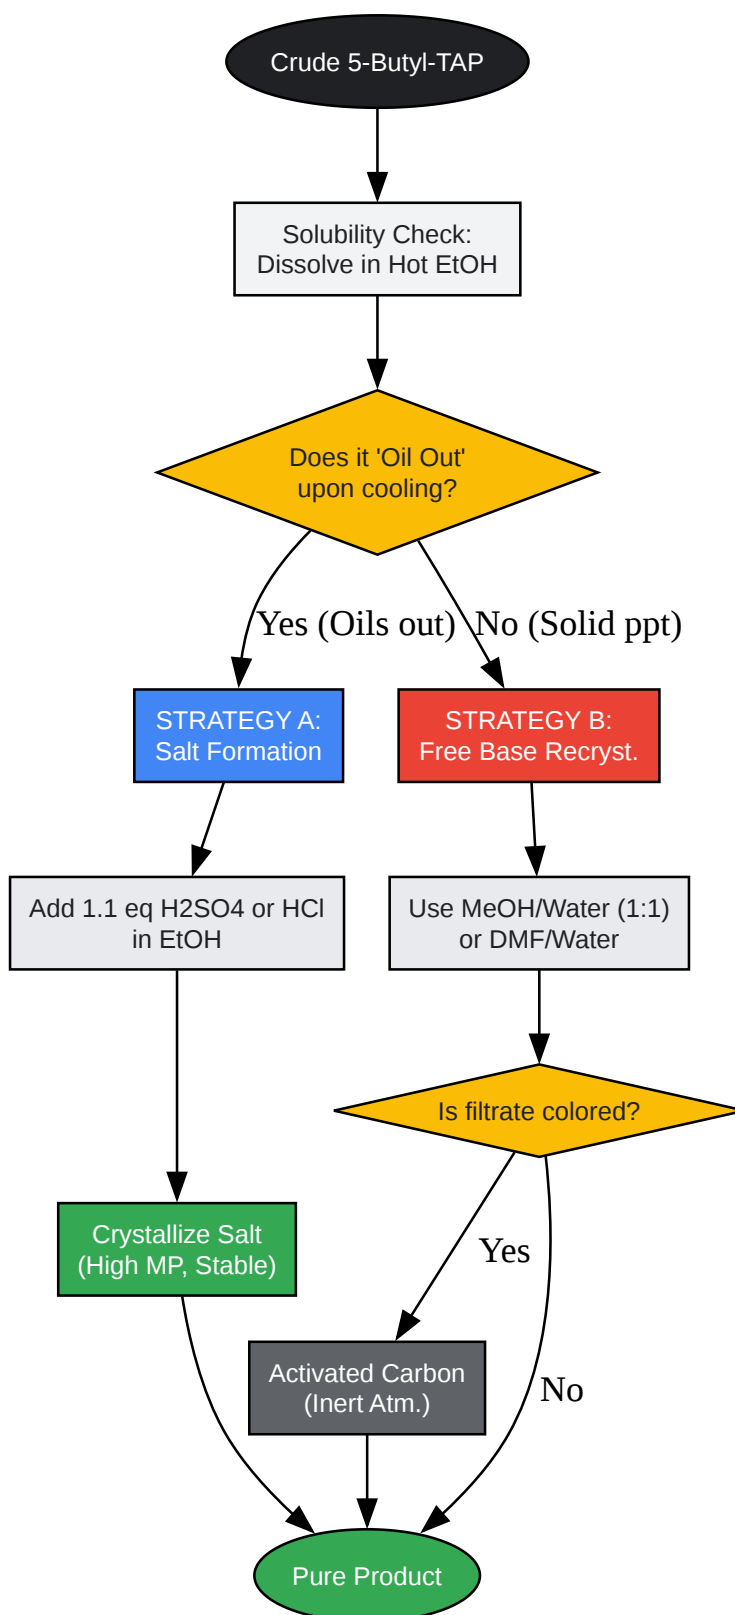 Crude 5-Butyl-TAP
Solubility Check:
Dissolve in Hot EtOH
Does it 'Oil Out'
upon cooling?
Yes (Oils out)
No (Solid ppt)
STRATEGY A:
Salt Formation
STRATEGY B:
Free Base Recryst.
Add 1.1 eq H2SO4 or HCl
in EtOH
Use MeOH/Water (1:1)
or DMF/Water
Is filtrate colored?
Crystallize Salt
(High MP, Stable)
Yes
Activated Carbon
(Inert Atm.)
No
Pure Product